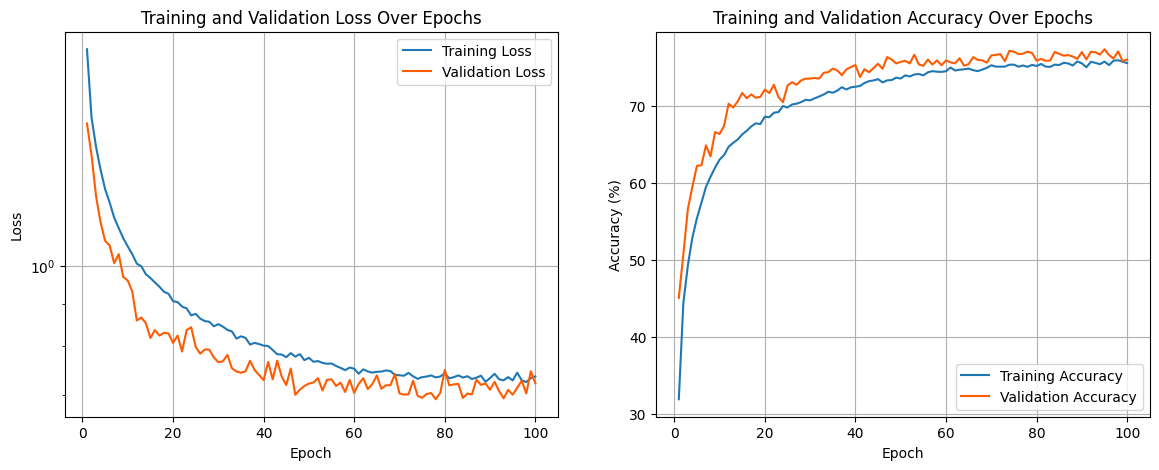 Training and Validation Loss Over Epochs
Training Loss
Validation Loss
Loss
10⁰
0 20 40 60 80 100
Epoch
Training and Validation Accuracy Over Epochs
Accuracy (%)
70
60
50
40
30
Training Accuracy
Validation Accuracy
0 20 40 60 80 100
Epoch